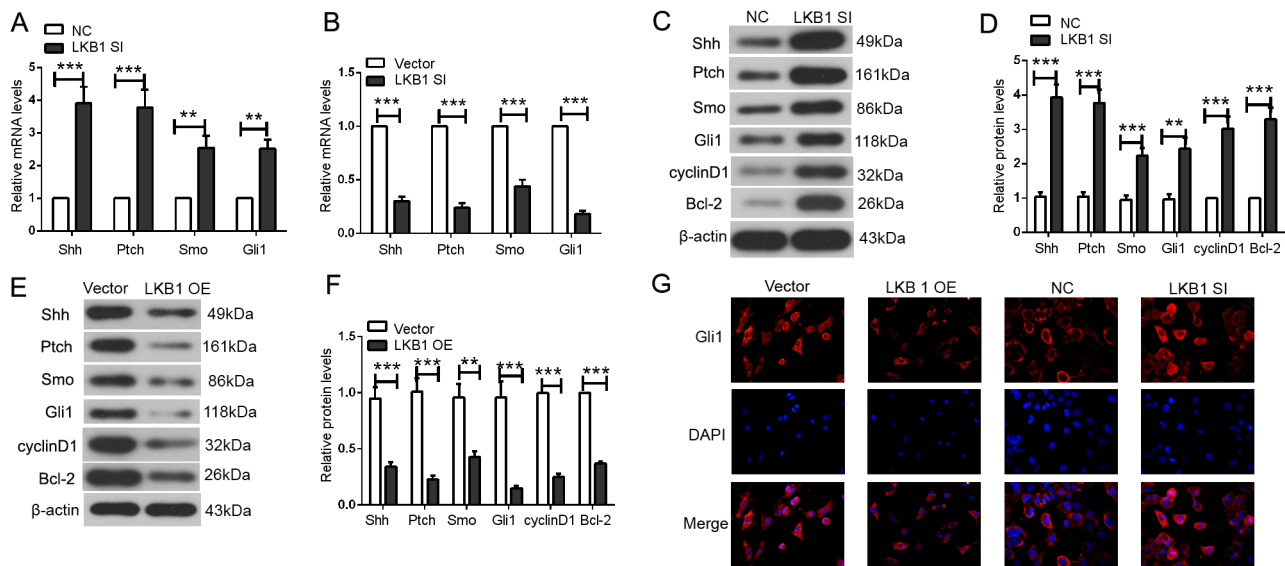 A
NC
LKB1 SI
Relative mRNA levels
5
4
3
2
1
0
***
***
**
**
Shh
Ptch
Smo
Gli1
B
Vector
LKB1 SI
Relative mRNA levels
1.5
1.0
0.5
0.0
***
***
***
***
Shh
Ptch
Smo
Gli1
C
NC
LKB1 SI
Shh 49kDa
Ptch 161kDa
Smo 86kDa
Gli1 118kDa
cyclinD1 32kDa
Bcl-2 26kDa
β-actin 43kDa
D
NC
LKB1 SI
Relative protein levels
5
4
3
2
1
0
***
***
***
**
***
***
Shh
Ptch
Smo
Gli1
cyclinD1
Bcl-2
E
Vector
LKB1 OE
Shh 49kDa
Ptch 161kDa
Smo 86kDa
Gli1 118kDa
cyclinD1 32kDa
Bcl-2 26kDa
β-actin 43kDa
F
Vector
LKB1 OE
Relative protein levels
1.5
1.0
0.5
0.0
***
***
**
***
***
***
Shh
Ptch
Smo
Gli1
cyclinD1
Bcl-2
G
Vector
LKB 1 OE
NC
LKB1 SI
Gli1
DAPI
Merge